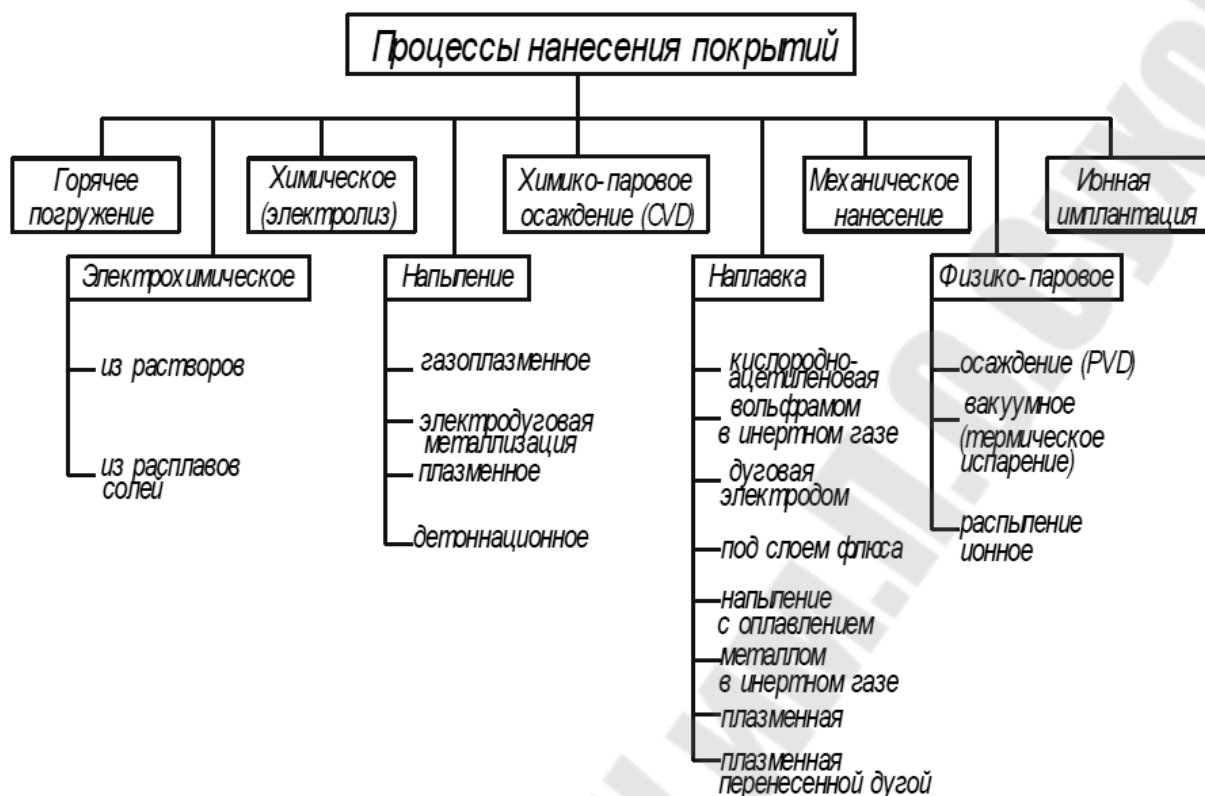 Процессы нанесения покрытий
Горячее
погружение
Химическое
(электролиз)
Химико-паровое
осаждение (CVD)
Механическое
нанесение
Ионная
имплантация
Электрохимическое
из растворов
из расплавов
солей
Напыление
газоплазменное
электродуговая
металлизация
плазменное
детоннационное
Наплавка
кислородно-
ацетиленовая
вольфрамом
в инертном газе
дуговая
электродом
под слоем флюса
напыление
с оплавлением
металлом
в инертном газе
плазменная
плазменная
перенесенной дугой
Физико-паровое
осаждение (PVD)
вакуумное
(термическое
испарение)
распыление
ионное
им.П.О.Сухо